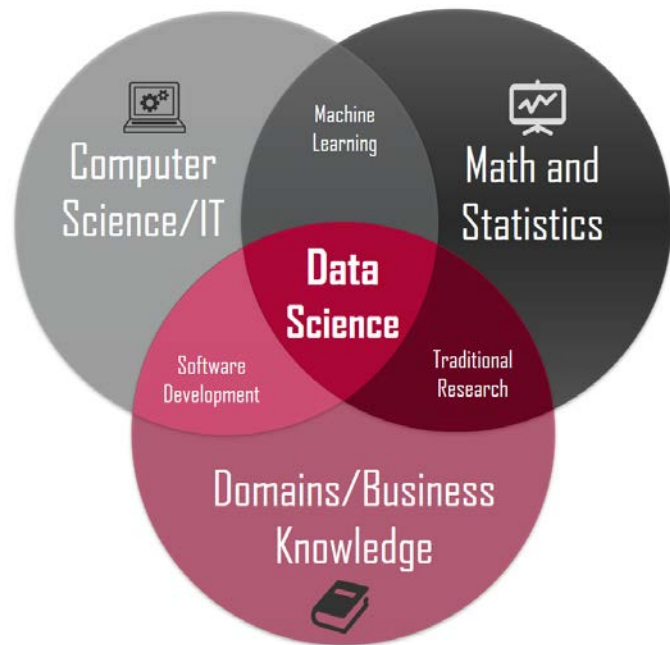 Machine
Learning
Computer
Science/IT
Math and
Statistics
Data
Science
Software
Development
Traditional
Research
Domains/Business
Knowledge